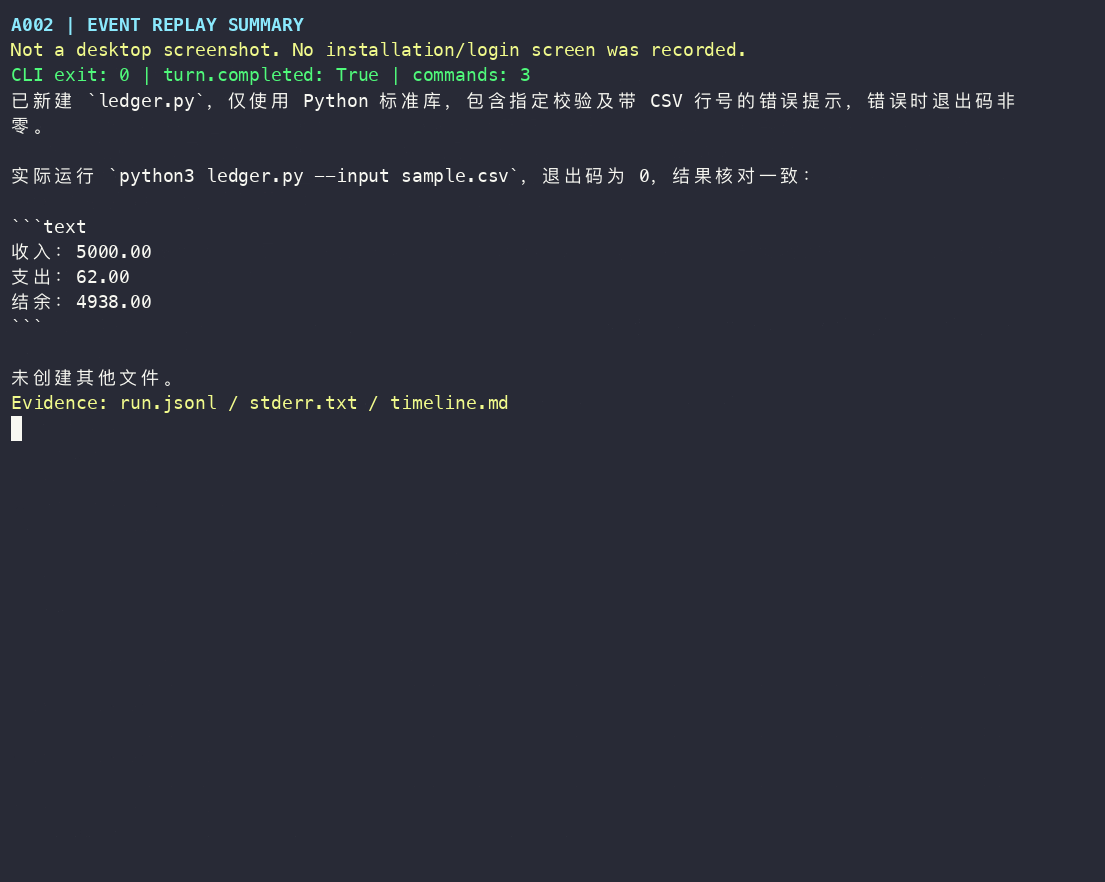 A002 | EVENT REPLAY SUMMARY
Not a desktop screenshot. No installation/login screen was recorded.
CLI exit: 0 | turn.completed: True | commands: 3
已新建 `ledger.py`，仅使用 Python 标准库，包含指定校验及带 CSV 行号的错误提示，错误时退出码非
零。
实际运行 `python3 ledger.py --input sample.csv`，退出码为 0，结果核对一致：
```text
收入：5000.00
支出：62.00
结余：4938.00
```
未创建其他文件。
Evidence: run.jsonl / stderr.txt / timeline.md